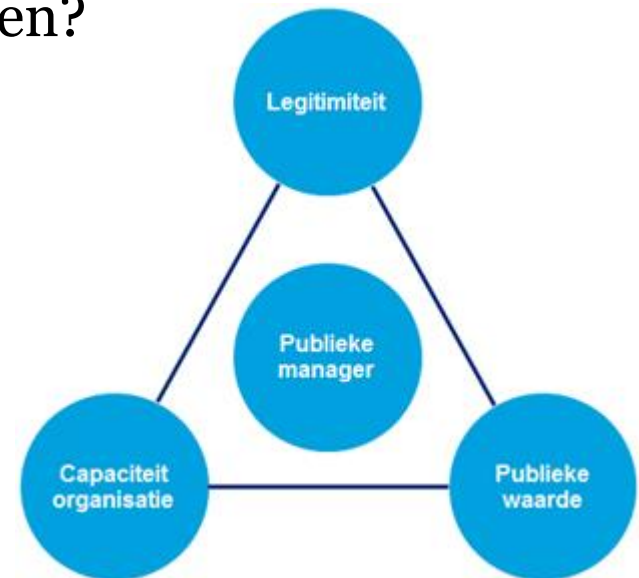 en?
Legitimiteit
Publieke
manager
Capaciteit
organisatie
Publieke
waarde